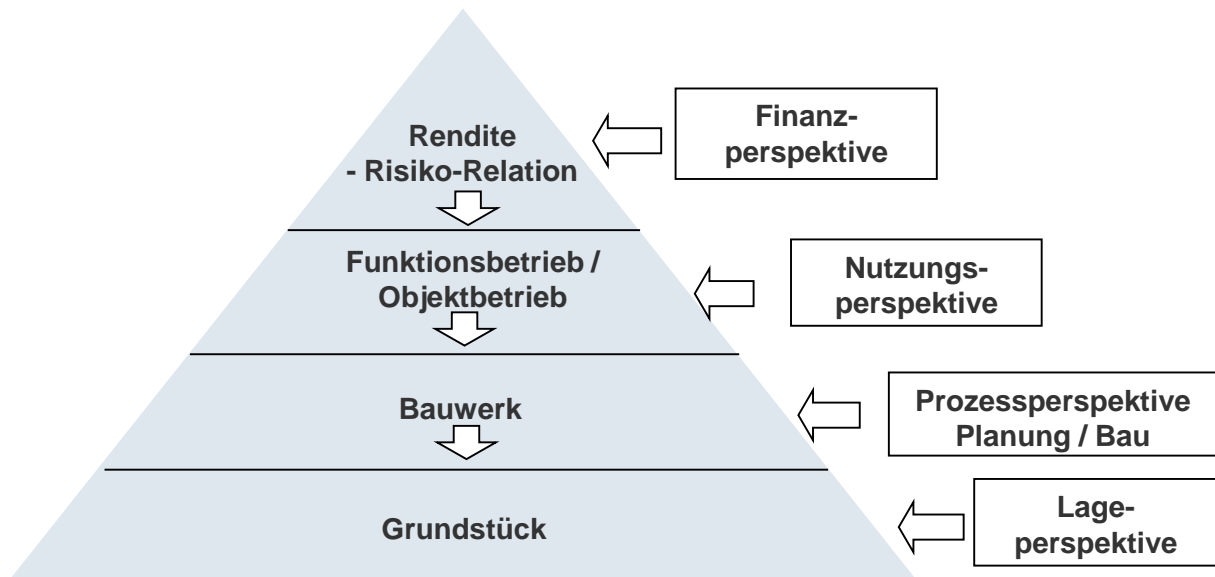 Rendite
- Risiko-Relation
Finanz-
perspektive
Funktionsbetrieb /
Objektbetrieb
Nutzungs-
perspektive
Bauwerk
Prozessperspektive
Planung / Bau
Grundstück
Lage-
perspektive